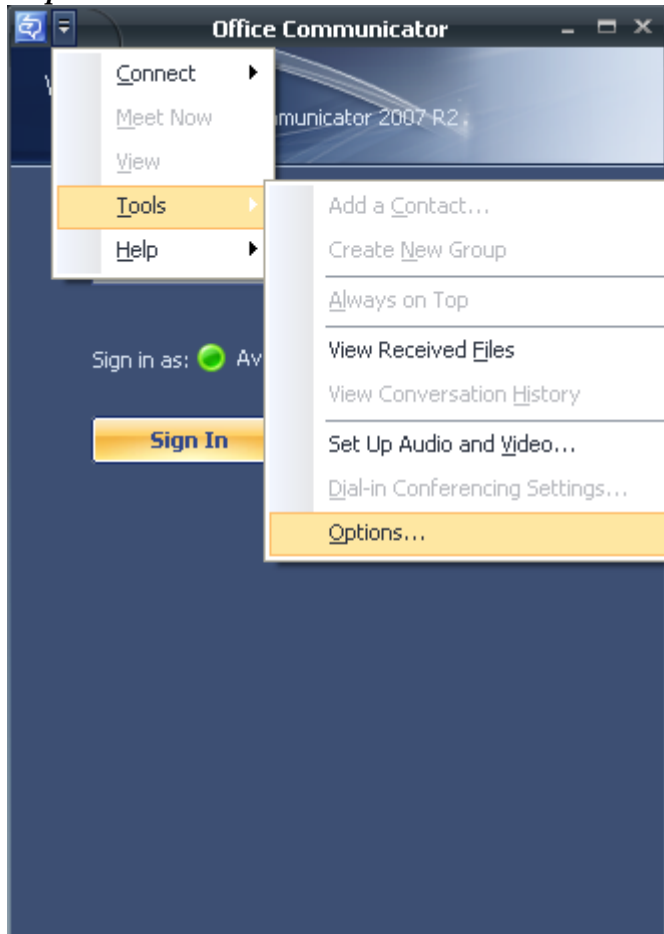 Office Communicator
Connect
Meet Now
municator 2007 R2.
View
Tools
Add a Contact...
Help
Create New Group
Always on Top
View Received Files
Sign in as: Av
View Conversation History
Sign In
Set Up Audio and Video...
Dial-in Conferencing Settings...
Options...